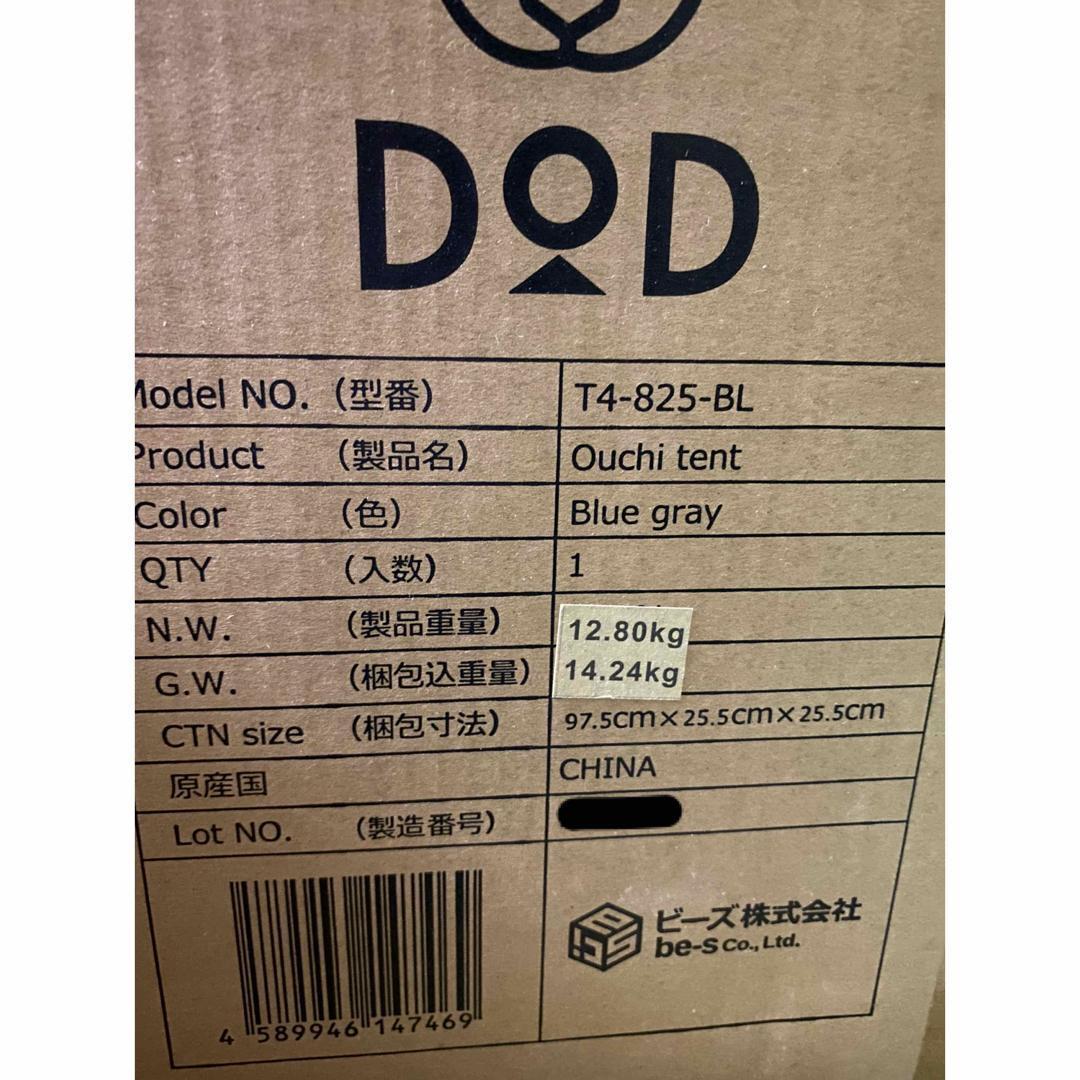 DOD
Model NO. （型番） T4-825-BL
Product （製品名） Ouchi tent
Color （色） Blue gray
QTY （入数） 1
N.W. （製品重量） 12.80kg
G.W. （梱包込重量） 14.24kg
CTN size （梱包寸法） 97.5cm×25.5cm×25.5cm
原産国 CHINA
Lot NO. （製造番号）
ビーズ株式会社
be-s Co., Ltd.
4 589946 147469